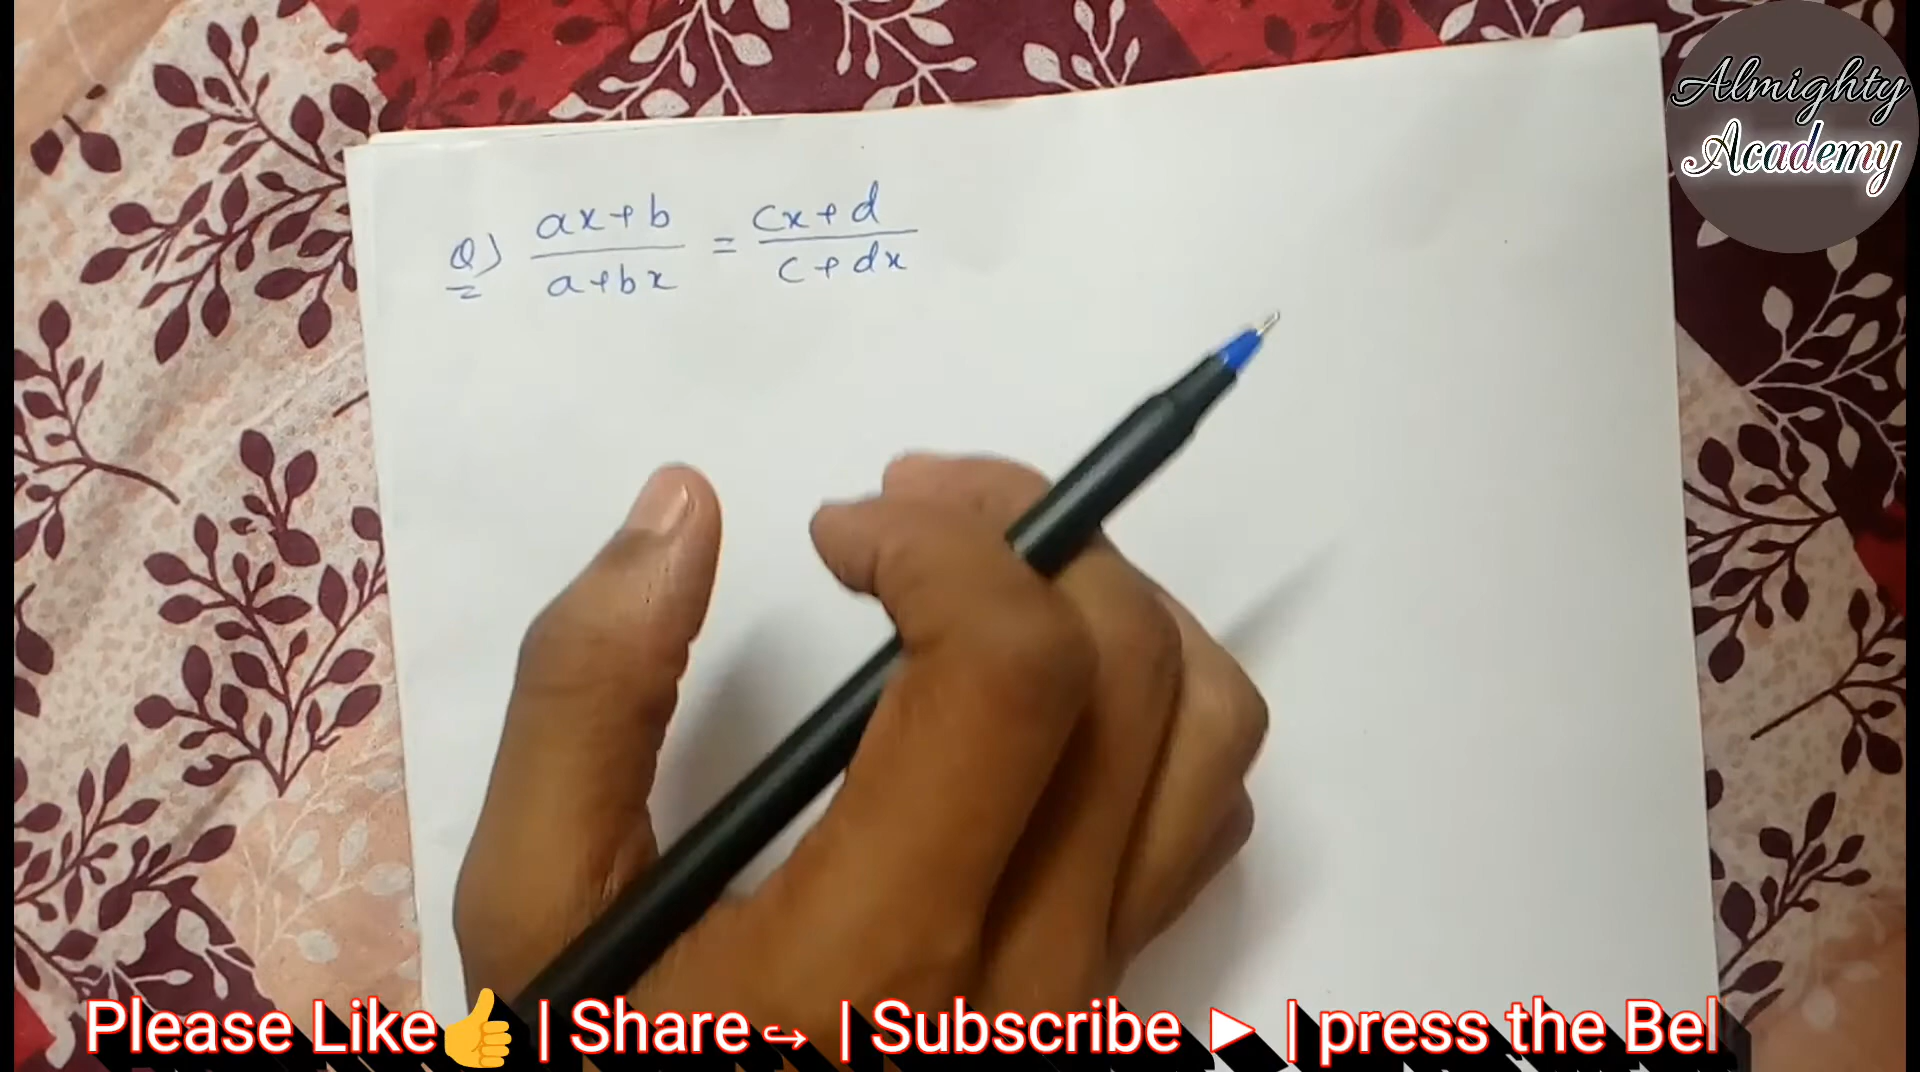 Almighty
Academy
Q) ax+b/a+bx = cx+d/c+dx
Please Like👍 | Share↪ | Subscribe ► | press the Bel